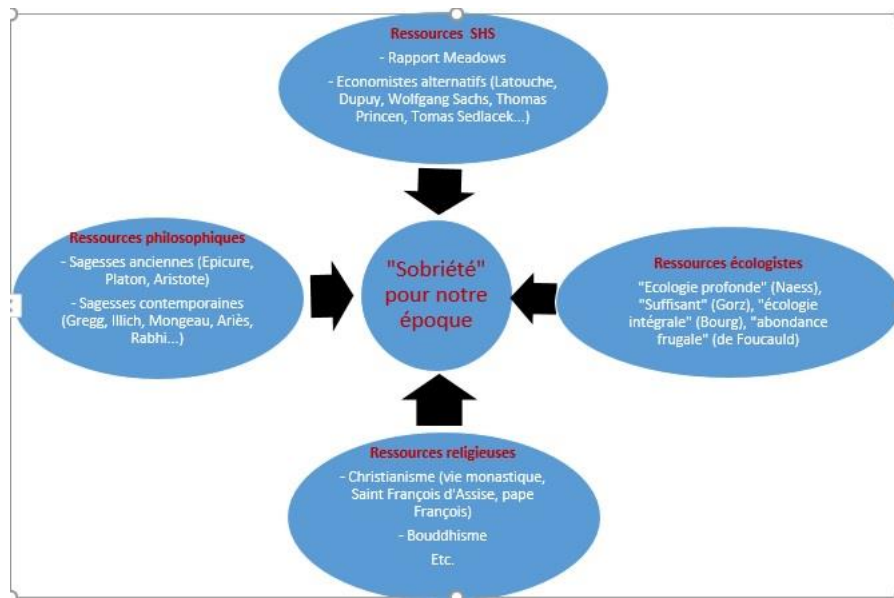 Ressources SHS
- Rapport Meadows
- Economistes alternatifs (Latouche,
Dupuy, Wolfgang Sachs, Thomas
Princen, Tomas Sedlacek...)
Ressources philosophiques
- Sagesses anciennes (Epicure,
Platon, Aristote)
- Sagesses contemporaines
(Gregg, Illich, Mongeau, Ariès,
Rabhi...)
"Sobriété"
pour notre
époque
Ressources écologistes
"Ecologie profonde" (Naess),
"Suffisant" (Gorz), "écologie
intégrale" (Bourg), "abondance
frugale" (de Foucauld)
Ressources religieuses
- Christianisme (vie monastique,
Saint François d'Assise, pape
François)
- Bouddhisme
Etc.